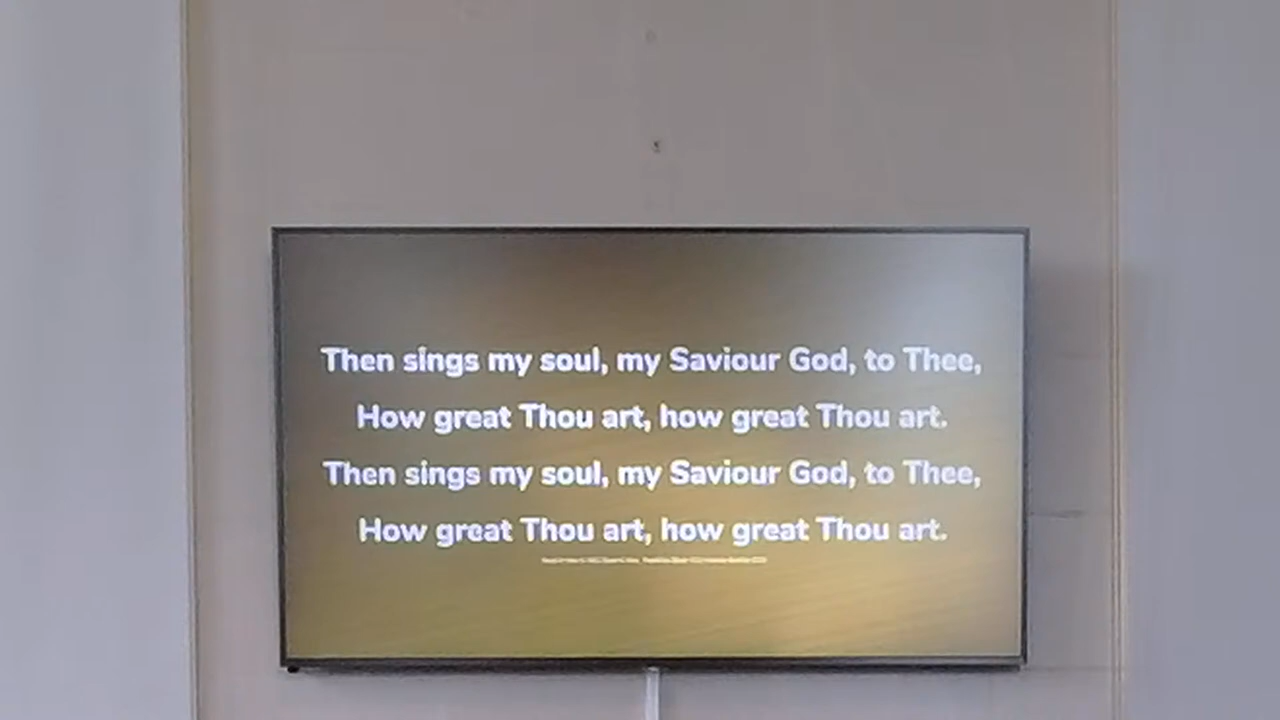 Then sings my soul, my Saviour God, to Thee,
How great Thou art, how great Thou art.
Then sings my soul, my Saviour God, to Thee,
How great Thou art, how great Thou art.